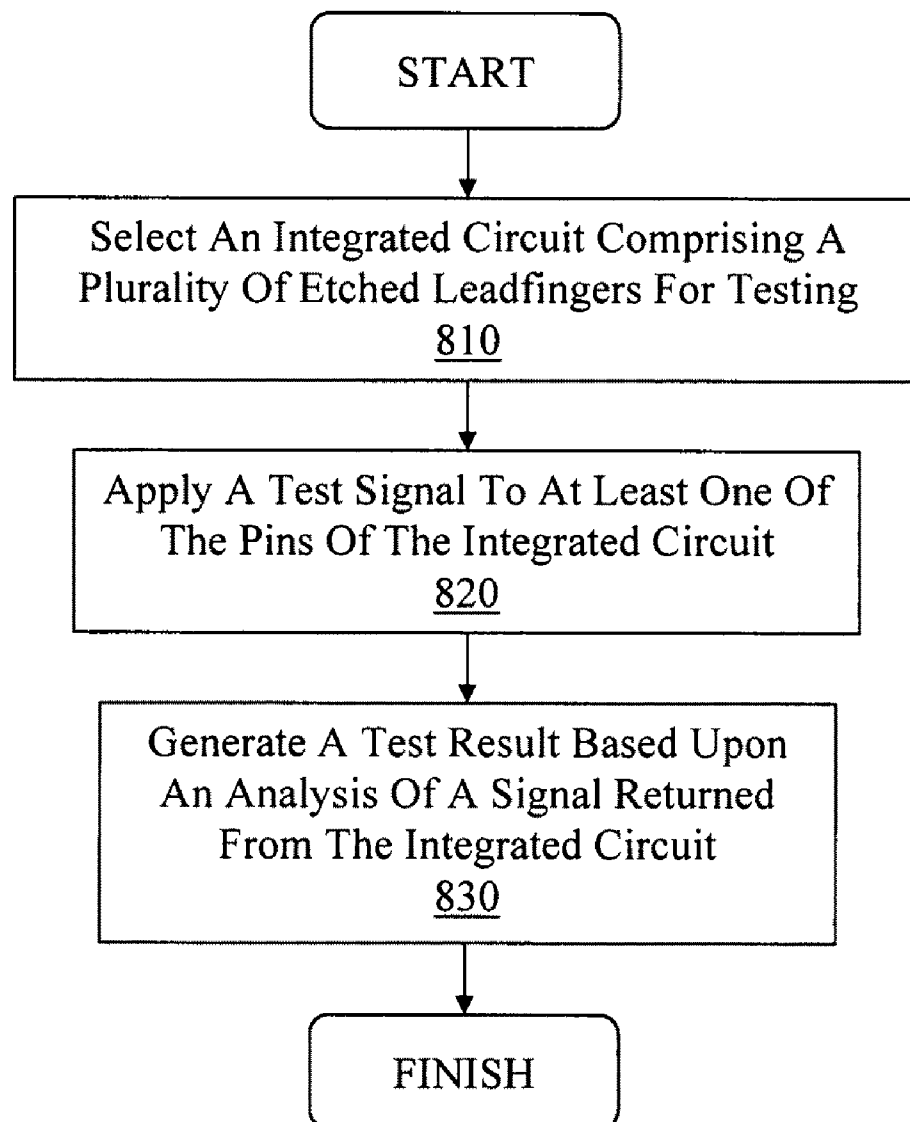 START
Select An Integrated Circuit Comprising A
Plurality Of Etched Leadfingers For Testing
810
Apply A Test Signal To At Least One Of
The Pins Of The Integrated Circuit
820
Generate A Test Result Based Upon
An Analysis Of A Signal Returned
From The Integrated Circuit
830
FINISH